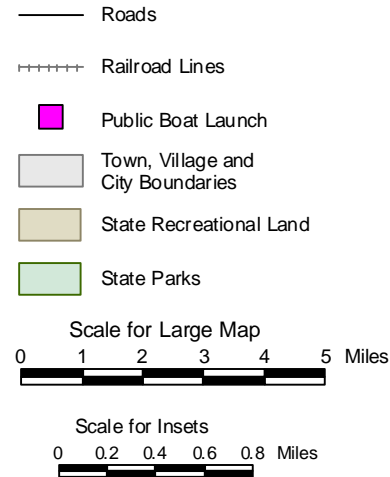 Roads
Railroad Lines
Public Boat Launch
Town, Village and
City Boundaries
State Recreational Land
State Parks
Scale for Large Map
0 1 2 3 4 5 Miles
Scale for Insets
0 0.2 0.4 0.6 0.8 Miles